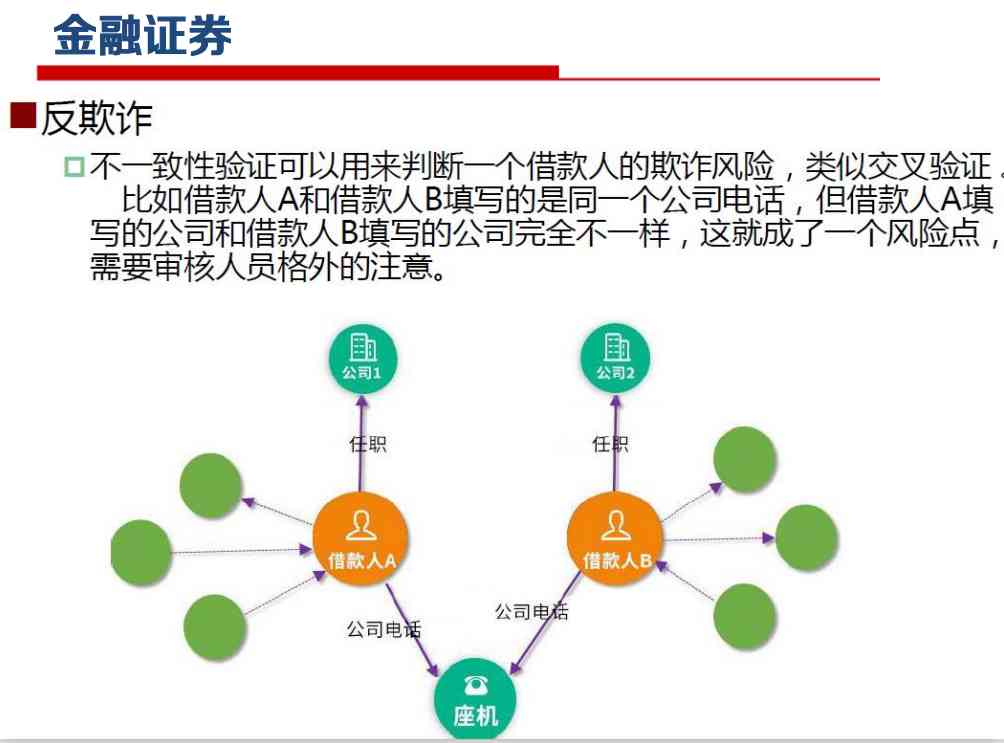 金融证券
反欺诈
不一致性验证可以用来判断一个借款人的欺诈风险，类似交叉验证。
比如借款人A和借款人B填写的是同一个公司电话，但借款人A填
写的公司和借款人B填写的公司完全不一样，这就成了一个风险点，
需要审核人员格外的注意。
公司1
公司2
任职
任职
借款人A
借款人B
公司电话
公司电话
座机